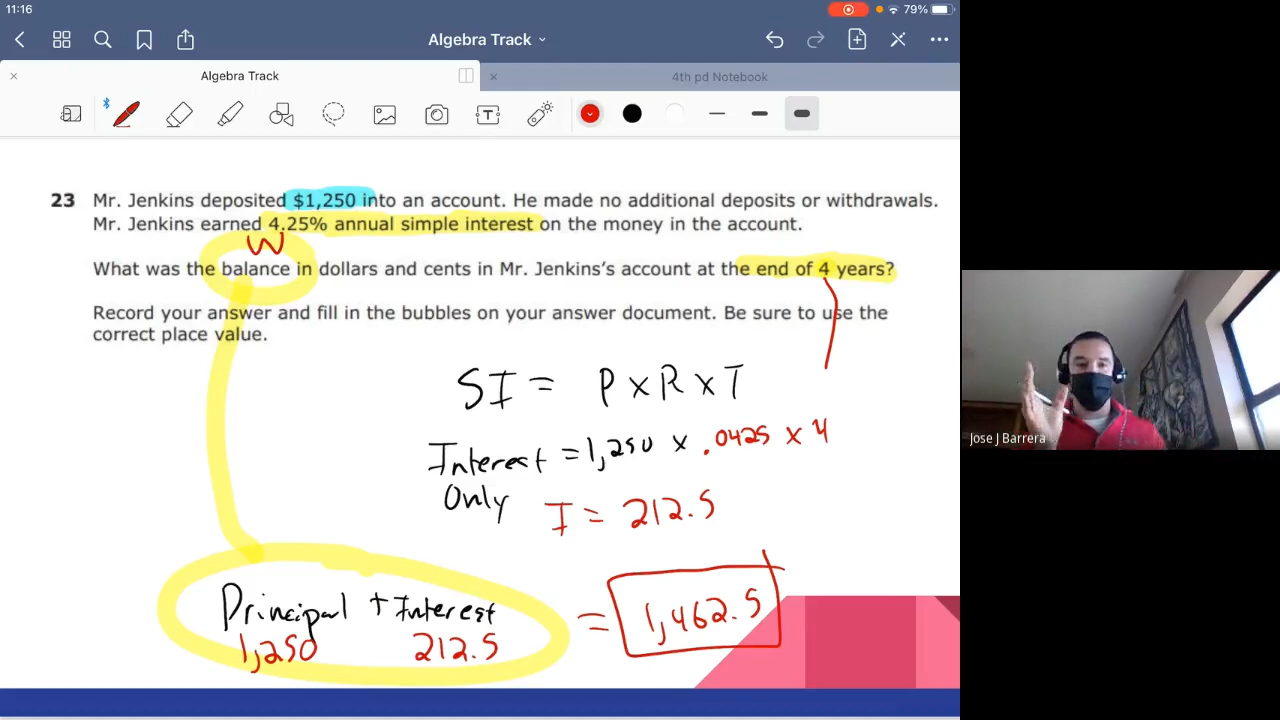 11:16
79%
Algebra Track
Algebra Track
4th pd Notebook
T
23 Mr. Jenkins deposited $1,250 into an account. He made no additional deposits or withdrawals.
Mr. Jenkins earned 4.25% annual simple interest on the money in the account.
W
What was the balance in dollars and cents in Mr. Jenkins's account at the end of 4 years?
Record your answer and fill in the bubbles on your answer document. Be sure to use the
correct place value.
SI = P x R x T
Interest = 1,250 x .0425 x 4
Only I = 212.5
Principal + Interest = 1,462.5
1,250 212.5
Jose J Barrera